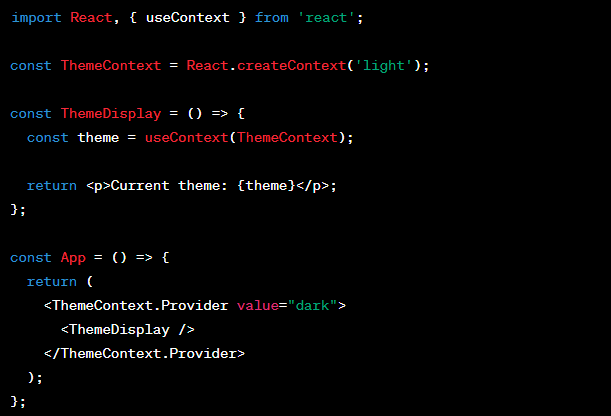 import React, { useContext } from 'react';
const ThemeContext = React.createContext('light');
const ThemeDisplay = () => {
  const theme = useContext(ThemeContext);
  return <p>Current theme: {theme}</p>;
};
const App = () => {
  return (
    <ThemeContext.Provider value="dark">
      <ThemeDisplay />
    </ThemeContext.Provider>
  );
};